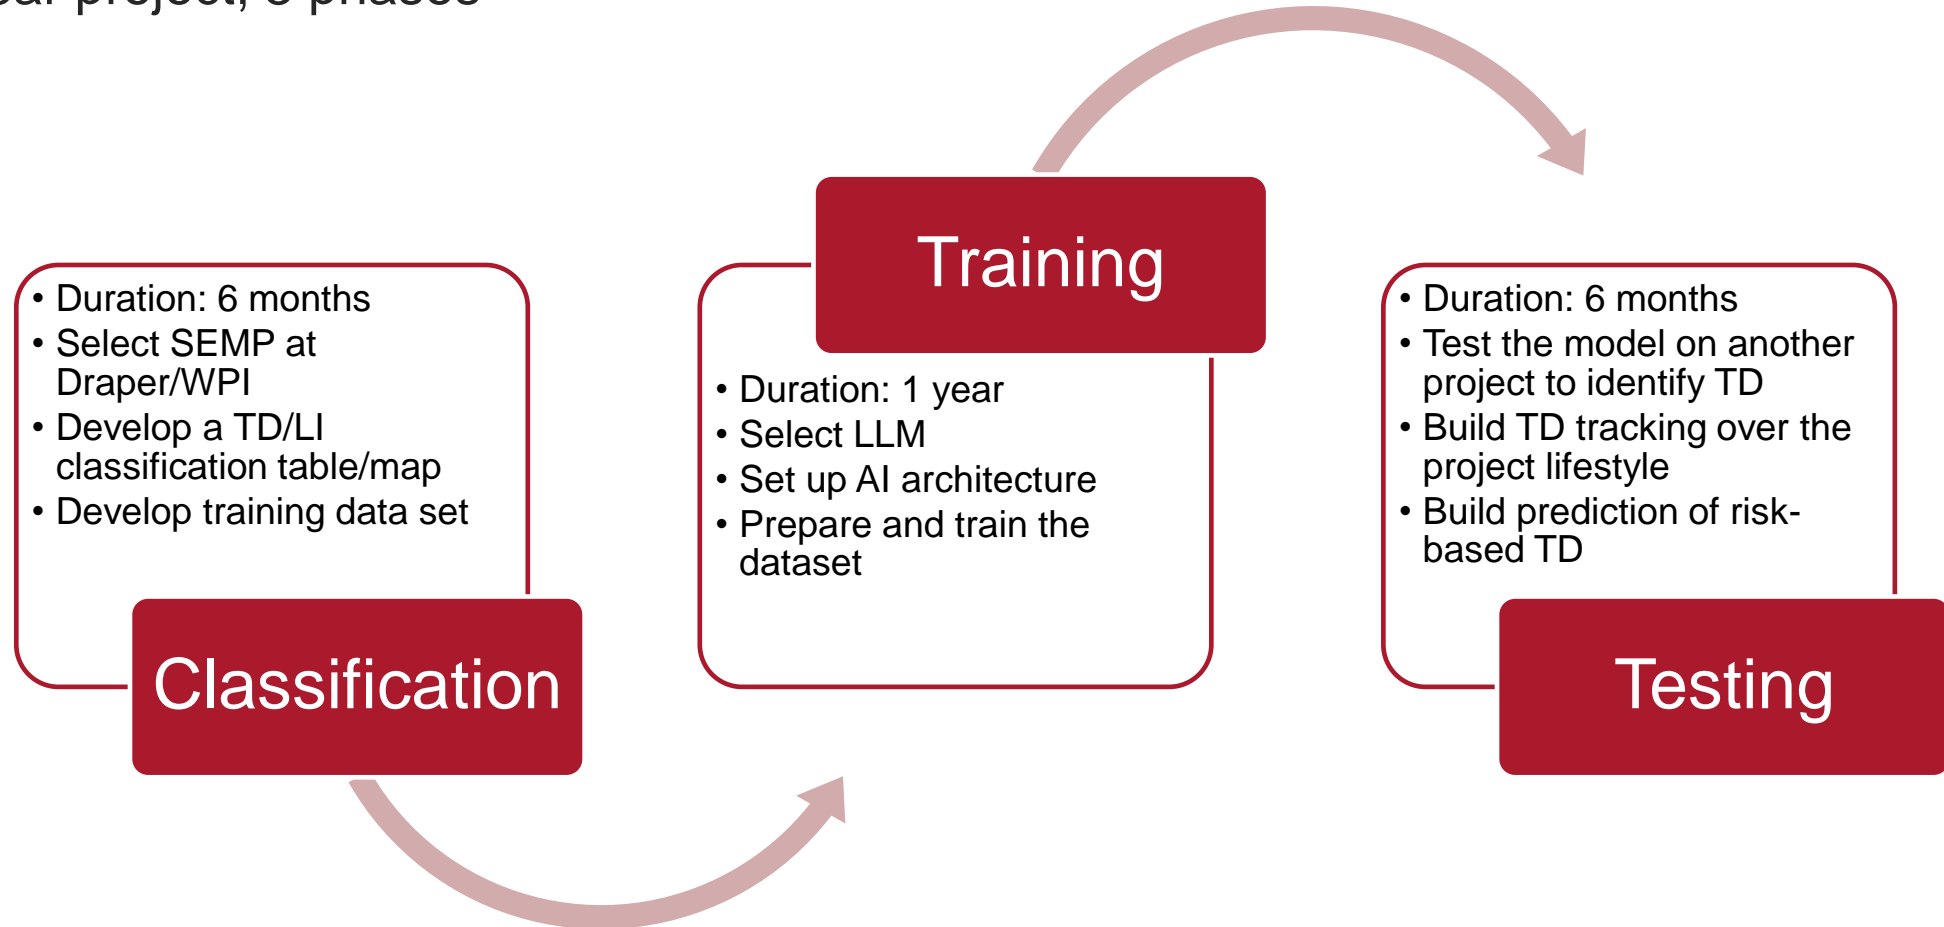 project, 3 phases
• Duration: 6 months
• Select SEMP at
Draper/WPI
• Develop a TD/LI
classification table/map
• Develop training data set
Classification
Training
• Duration: 1 year
• Select LLM
• Set up AI architecture
• Prepare and train the
dataset
• Duration: 6 months
• Test the model on another
project to identify TD
• Build TD tracking over the
project lifestyle
• Build prediction of risk-
based TD
Testing